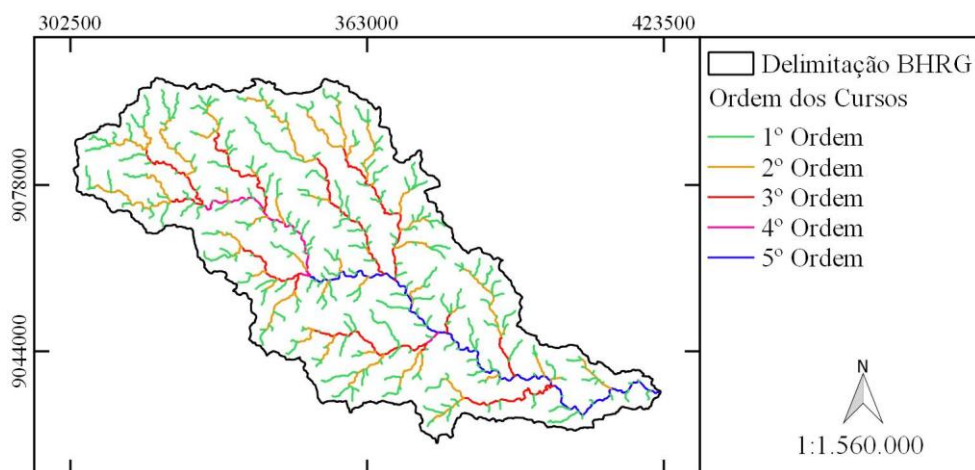 302500 363000 423500
Delimitação BHRG
Ordem dos Cursos
1º Ordem
2º Ordem
3º Ordem
4º Ordem
5º Ordem
9078000
9044000
N
1:1.560.000